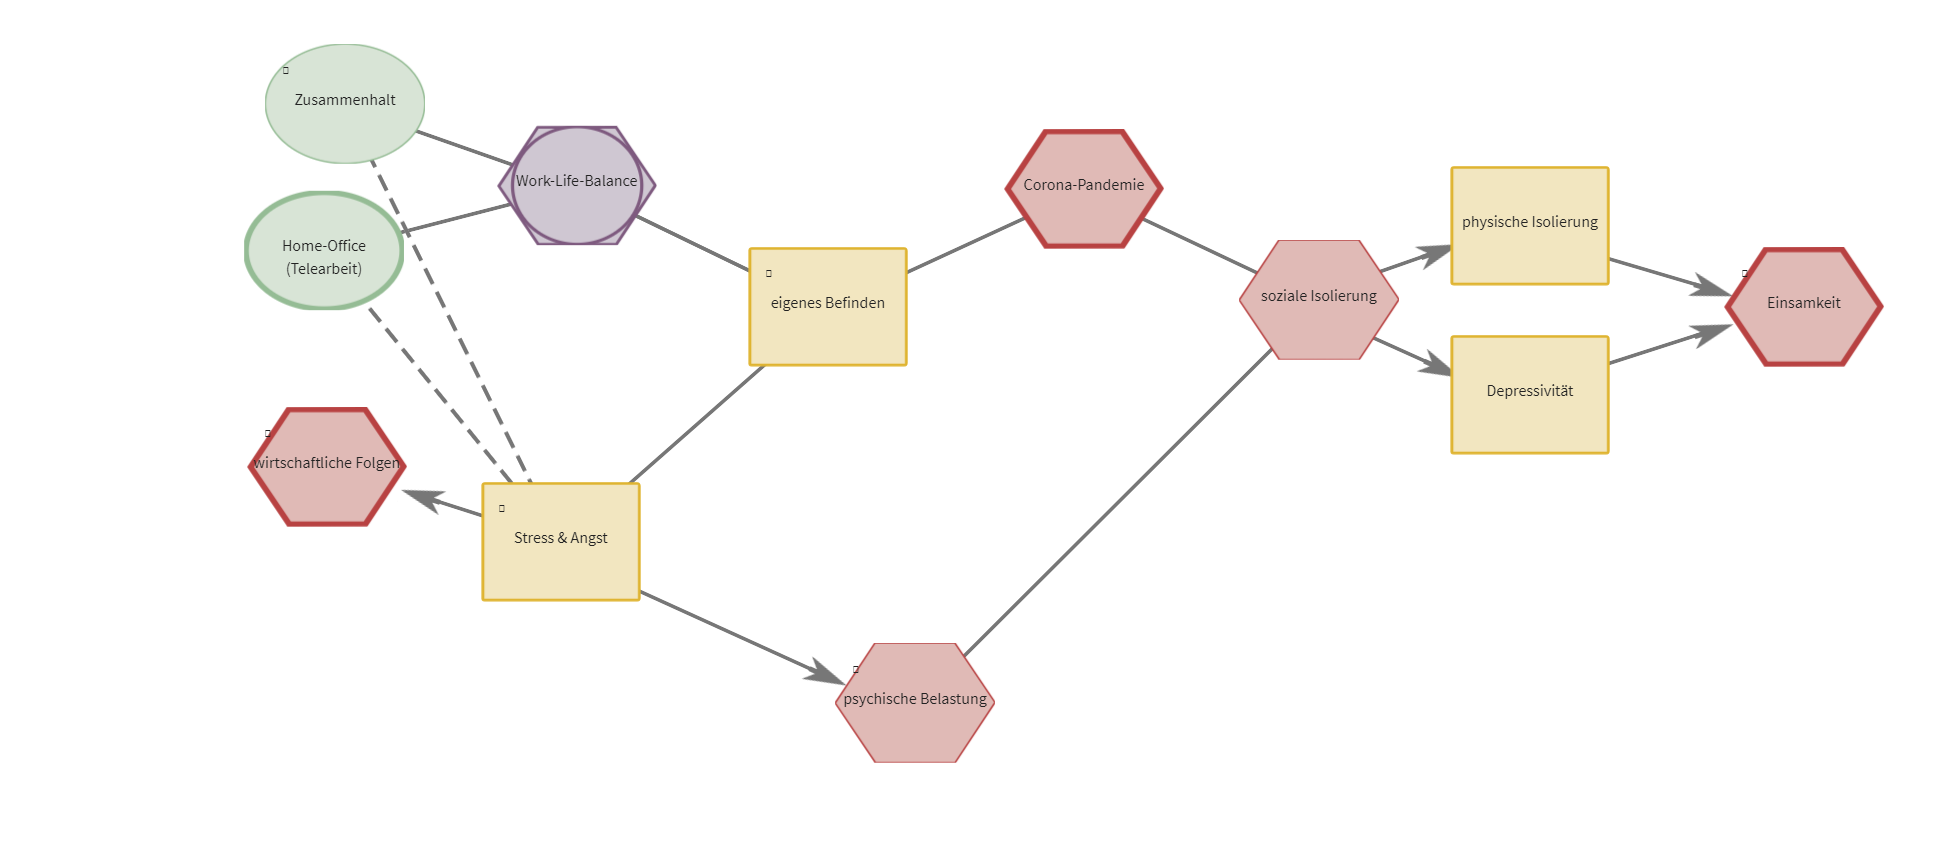 Zusammenhalt
Work-Life-Balance
Corona-Pandemie
physische Isolierung
Home-Office
(Telearbeit)
eigenes Befinden
soziale Isolierung
Einsamkeit
Depressivität
wirtschaftliche Folgen
Stress & Angst
psychische Belastung